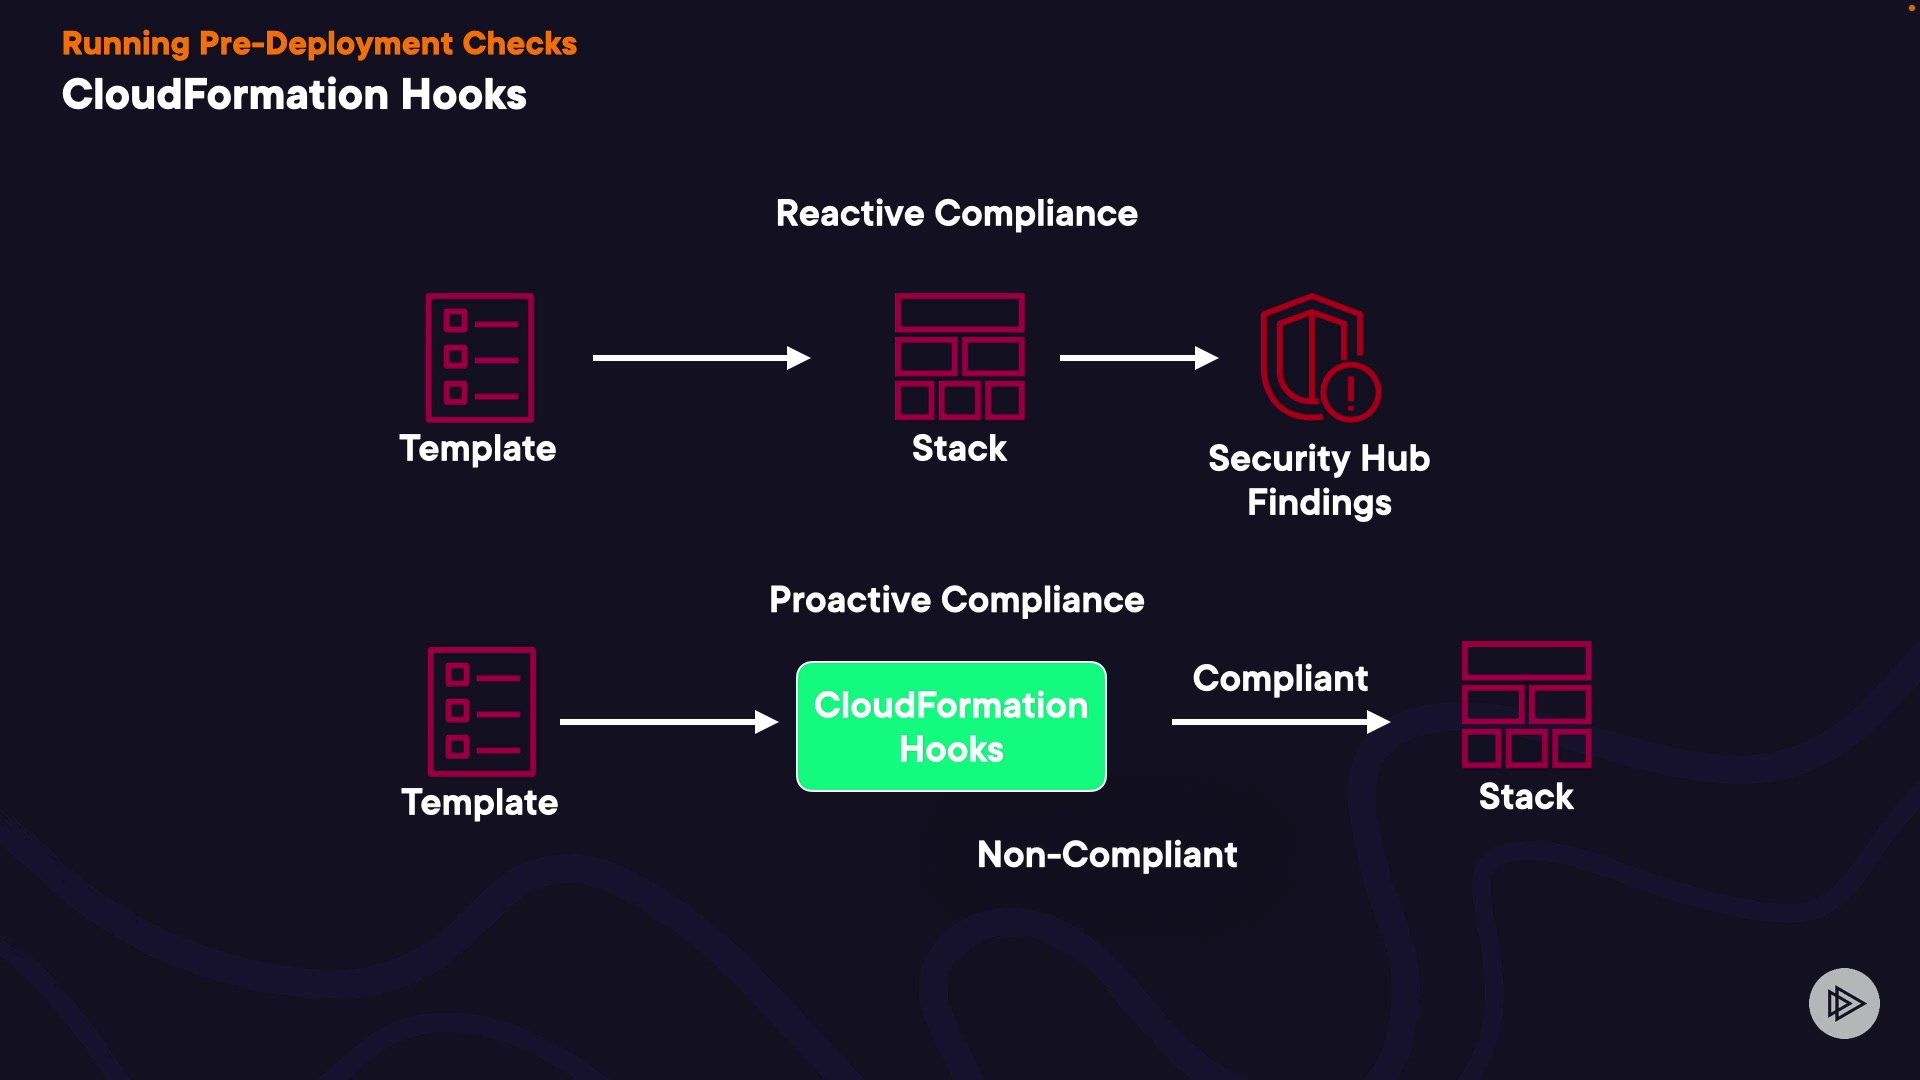 Running Pre-Deployment Checks
CloudFormation Hooks
Reactive Compliance
Template
Stack
Security Hub
Findings
Proactive Compliance
Template
CloudFormation
Hooks
Compliant
Stack
Non-Compliant